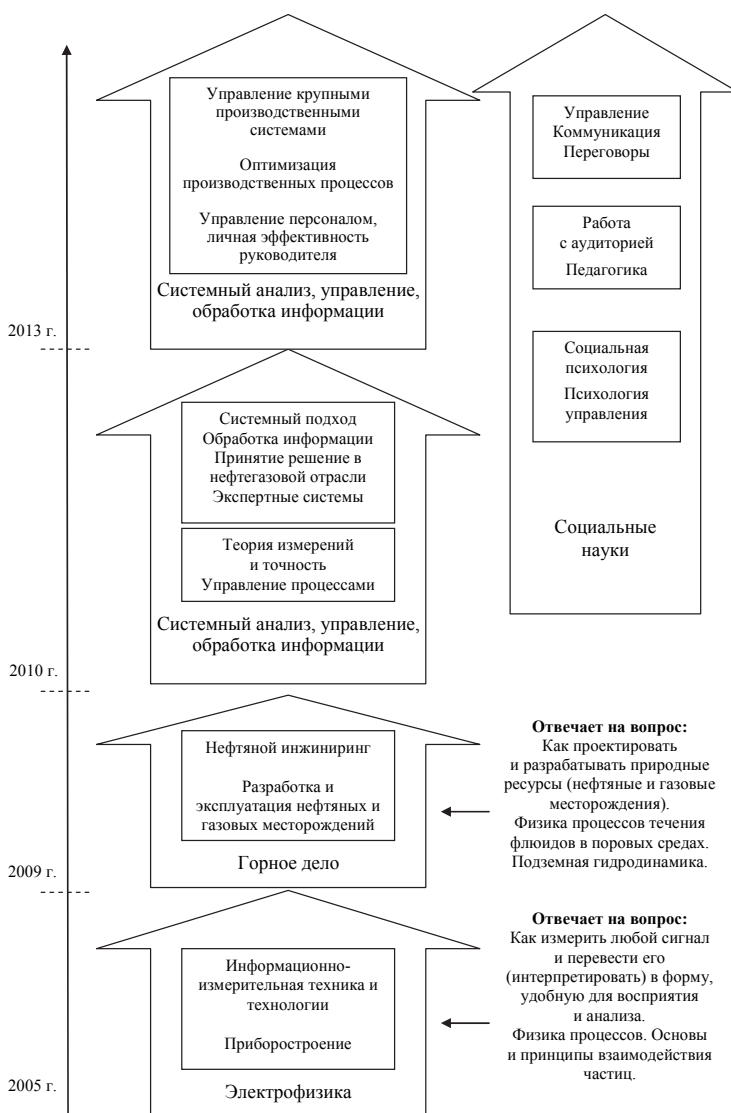 Управление крупными
производственными
системами
Оптимизация
производственных процессов
Управление персоналом,
личная эффективность
руководителя
Системный анализ, управление,
обработка информации
Управление
Коммуникация
Переговоры
Работа
с аудиторией
Педагогика
Социальная
психология
Психология
управления
Социальные
науки
2013 г.
Системный подход
Обработка информации
Принятие решение в
нефтегазовой отрасли
Экспертные системы
Теория измерений
и точность
Управление процессами
Системный анализ, управление,
обработка информации
2010 г.
Нефтяной инжиниринг
Разработка и
эксплуатация нефтяных и
газовых месторождений
Горное дело
Отвечает на вопрос:
Как проектировать
и разрабатывать природные
ресурсы (нефтяные и газовые
месторождения).
Физика процессов течения
флюидов в поровых средах.
Подземная гидродинамика.
2009 г.
Информационно-
измерительная техника и
технологии
Приборостроение
Электрофизика
Отвечает на вопрос:
Как измерить любой сигнал
и перевести его
(интерпретировать) в форму,
удобную для восприятия
и анализа.
Физика процессов. Основы
и принципы взаимодействия
частиц.
2005 г.